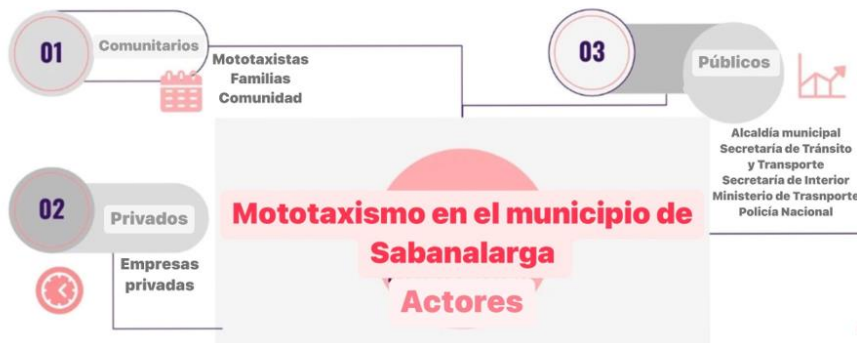 01
Comunitarios
Mototaxistas
Familias
Comunidad
02
Privados
Empresas
privadas
03
Públicos
Alcaldía municipal
Secretaría de Tránsito
y Transporte
Secretaría de Interior
Ministerio de Trasnporte
Policía Nacional
Mototaxismo en el municipio de
Sabanalarga
Actores